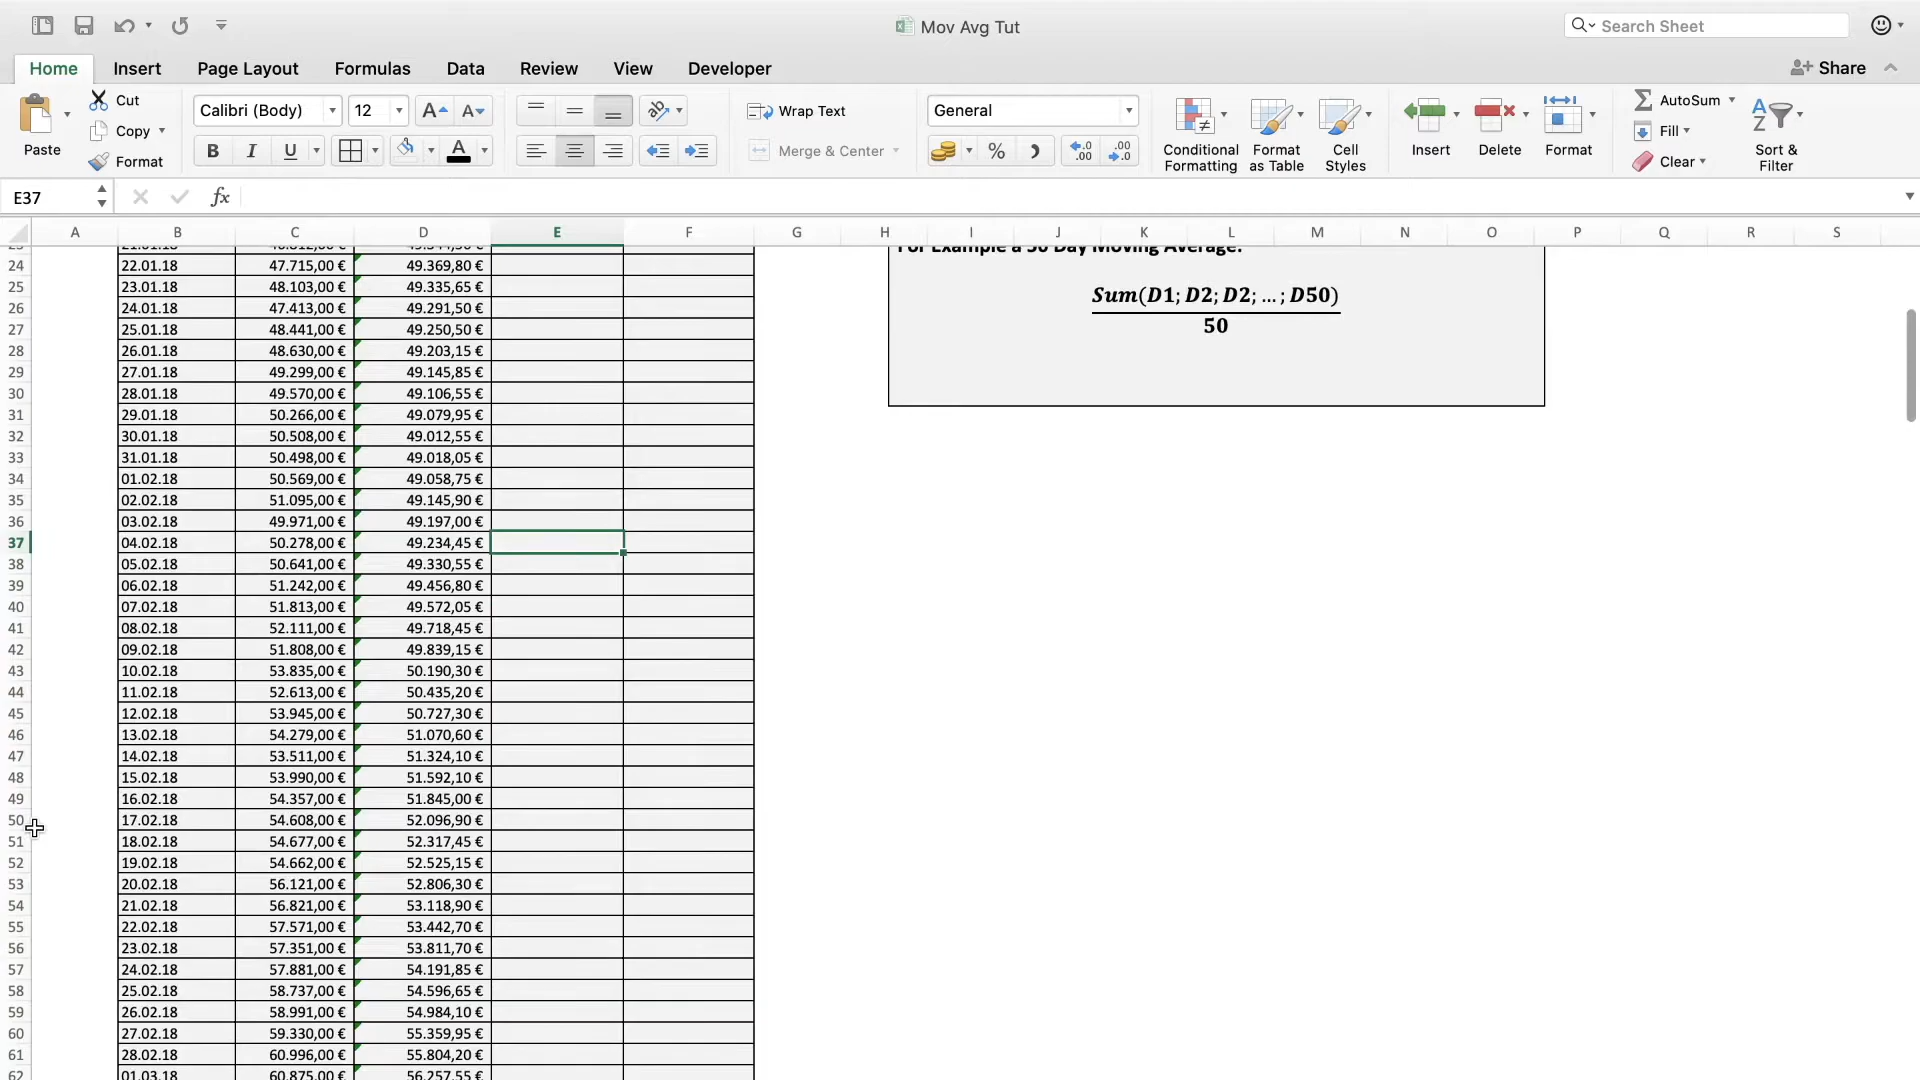 Mov Avg Tut
Search Sheet
Home Insert Page Layout Formulas Data Review View Developer
Share
Paste
Cut
Copy
Format
Calibri (Body) 12
A A
B I U A
Wrap Text
Merge & Center
General
% ) ,00 ,00
Conditional Formatting
Format as Table
Cell Styles
Insert
Delete
Format
AutoSum
Fill
Clear
Sort & Filter
E37
fx
A B C D E F G H I J K L M N O P Q R S
24 22.01.18 47.715,00 € 49.369,80 €
25 23.01.18 48.103,00 € 49.335,65 €
26 24.01.18 47.413,00 € 49.291,50 €
27 25.01.18 48.441,00 € 49.250,50 €
28 26.01.18 48.630,00 € 49.203,15 €
29 27.01.18 49.299,00 € 49.145,85 €
30 28.01.18 49.570,00 € 49.106,55 €
31 29.01.18 50.266,00 € 49.079,95 €
32 30.01.18 50.508,00 € 49.012,55 €
33 31.01.18 50.498,00 € 49.018,05 €
34 01.02.18 50.569,00 € 49.058,75 €
35 02.02.18 51.095,00 € 49.145,90 €
36 03.02.18 49.971,00 € 49.197,00 €
37 04.02.18 50.278,00 € 49.234,45 €
38 05.02.18 50.641,00 € 49.330,55 €
39 06.02.18 51.242,00 € 49.456,80 €
40 07.02.18 51.813,00 € 49.572,05 €
41 08.02.18 52.111,00 € 49.718,45 €
42 09.02.18 51.808,00 € 49.839,15 €
43 10.02.18 53.835,00 € 50.190,30 €
44 11.02.18 52.613,00 € 50.435,20 €
45 12.02.18 53.945,00 € 50.727,30 €
46 13.02.18 54.279,00 € 51.070,60 €
47 14.02.18 53.511,00 € 51.324,10 €
48 15.02.18 53.990,00 € 51.592,10 €
49 16.02.18 54.357,00 € 51.845,00 €
50 17.02.18 54.608,00 € 52.096,90 €
51 18.02.18 54.677,00 € 52.317,45 €
52 19.02.18 54.662,00 € 52.525,15 €
53 20.02.18 56.121,00 € 52.806,30 €
54 21.02.18 56.821,00 € 53.118,90 €
55 22.02.18 57.571,00 € 53.442,70 €
56 23.02.18 57.351,00 € 53.811,70 €
57 24.02.18 57.881,00 € 54.191,85 €
58 25.02.18 58.737,00 € 54.596,65 €
59 26.02.18 58.991,00 € 54.984,10 €
60 27.02.18 59.330,00 € 55.359,95 €
61 28.02.18 60.996,00 € 55.804,20 €
62 01.03.18 60.875,00 € 56.257,55 €
For Example a 50 Day Moving Average:
Sum(D1; D2; D2; ... ; D50)
50